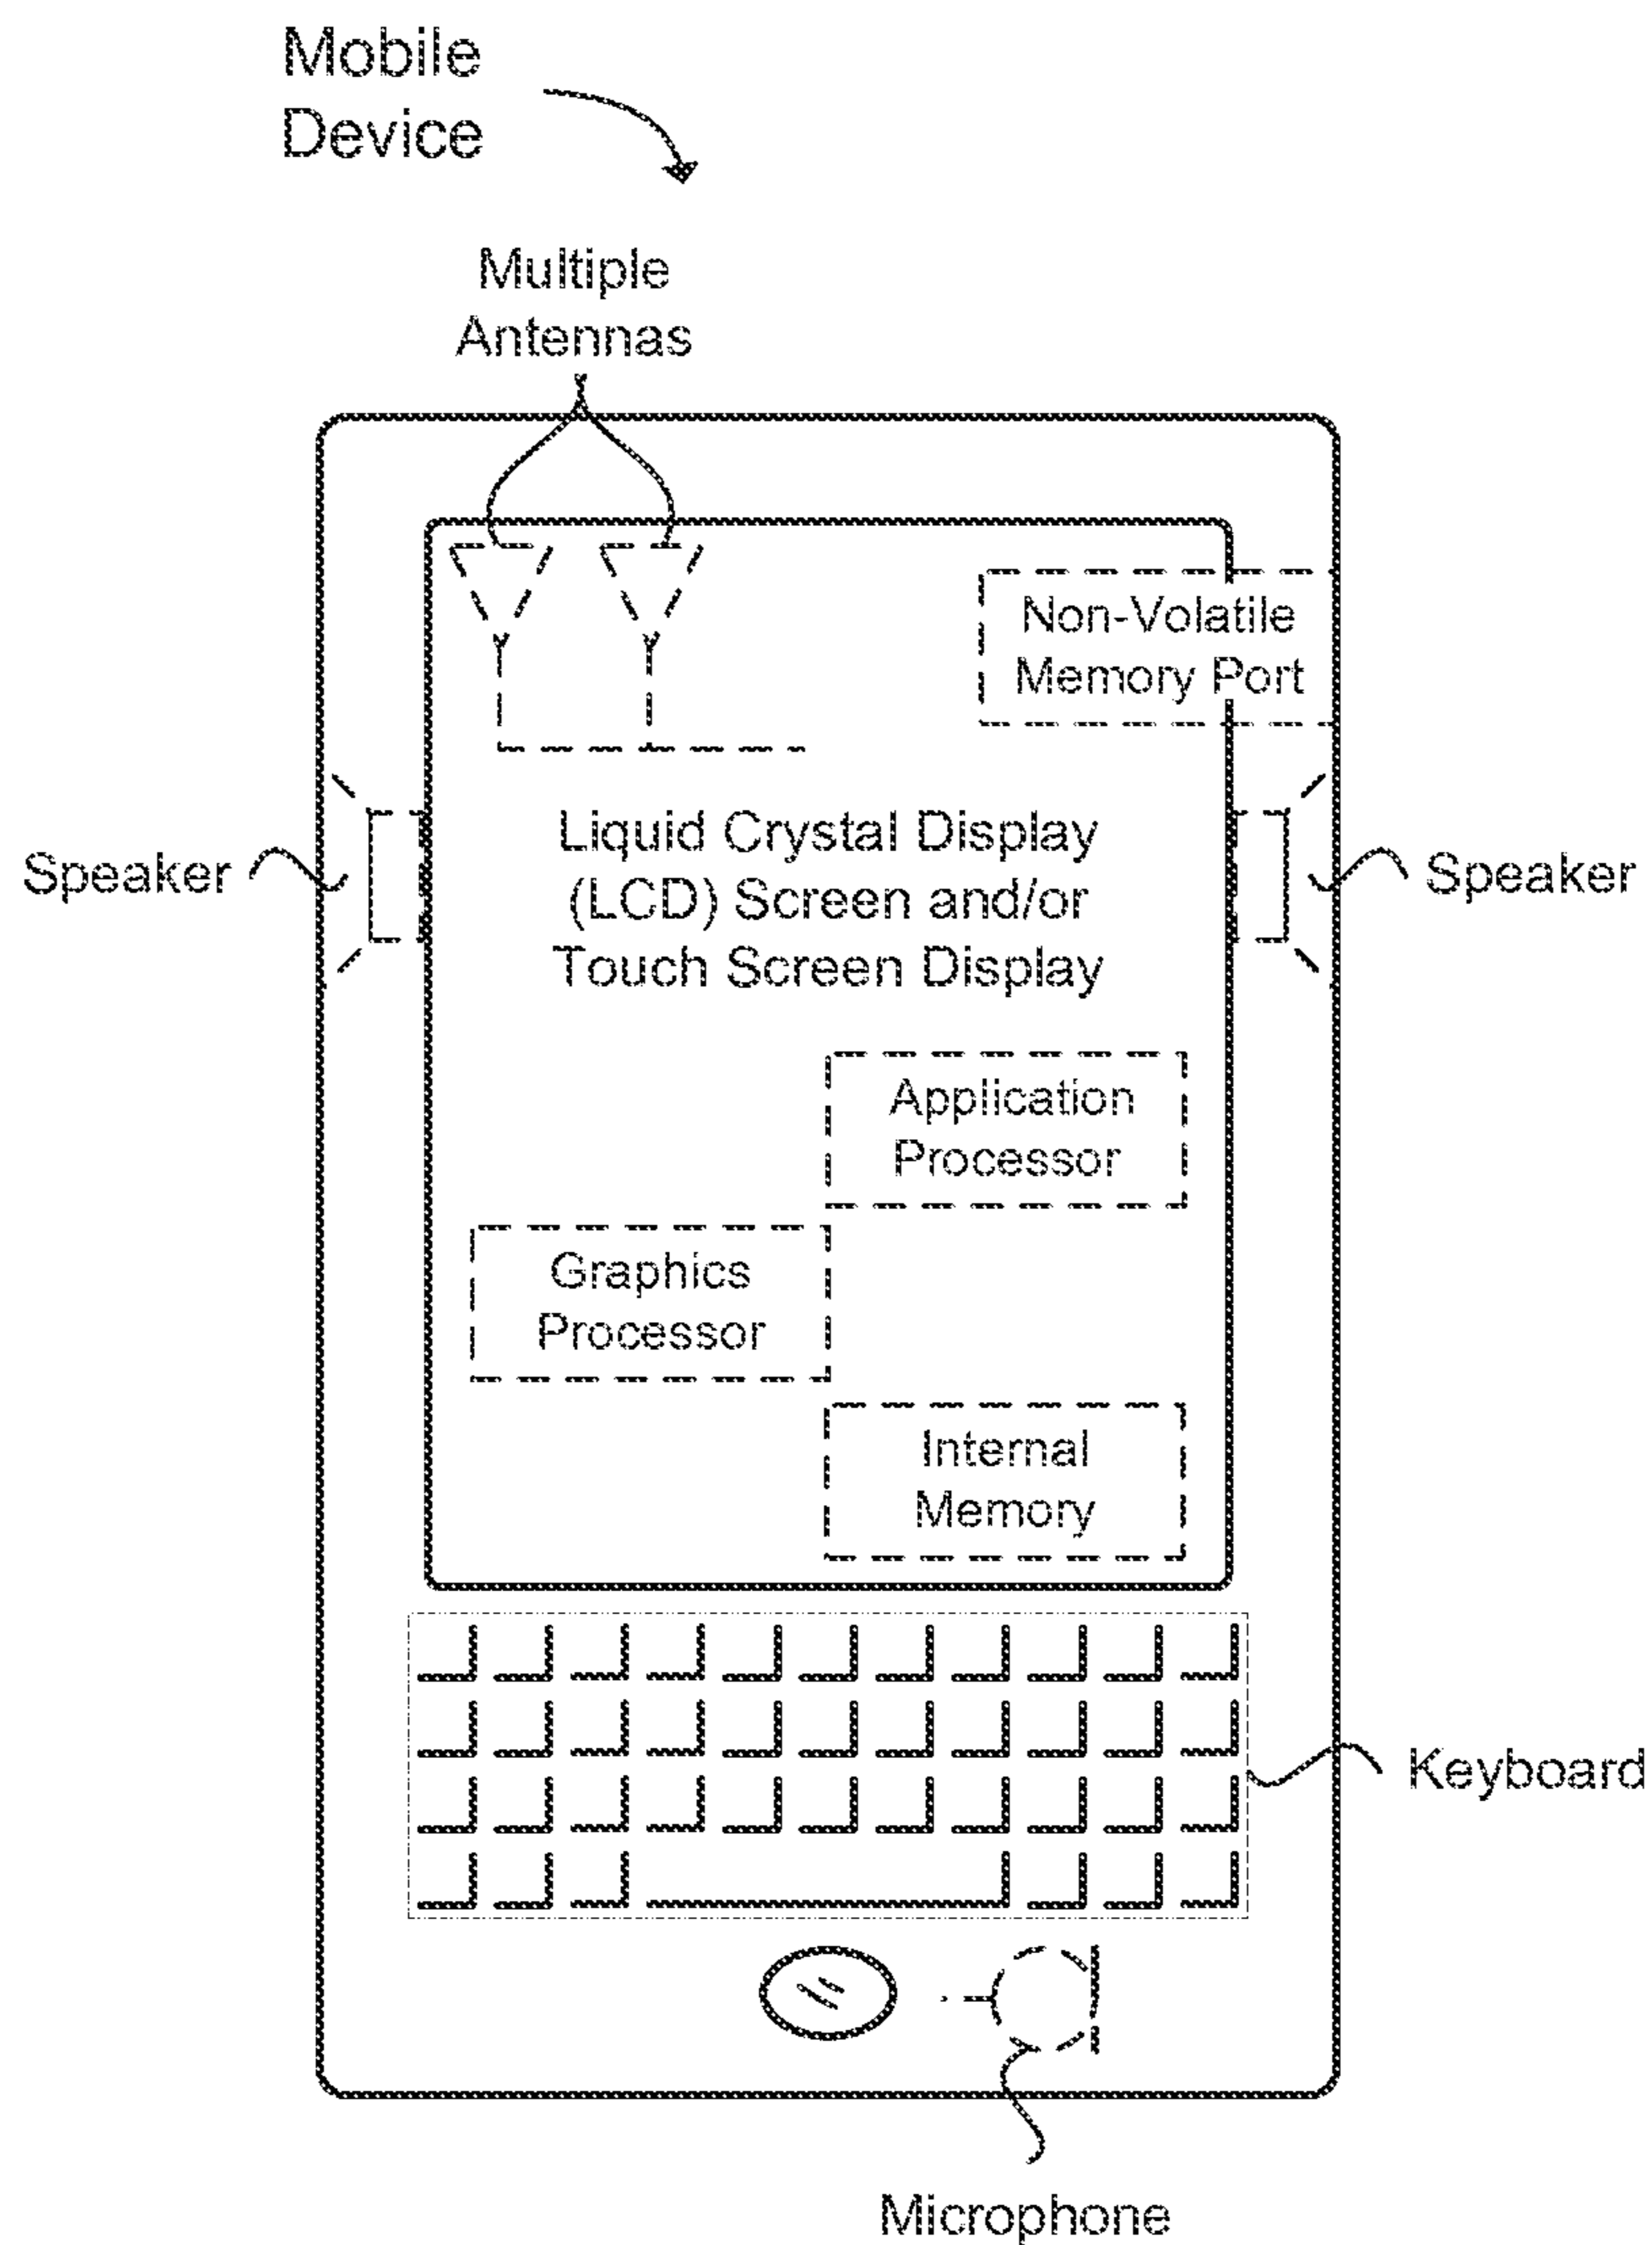 Mobile
Device
Multiple
Antennas
Non-Volatile
Memory Port
Speaker
Liquid Crystal Display
(LCD) Screen and/or
Touch Screen Display
Speaker
Application
Processor
Graphics
Processor
Internal
Memory
Keyboard
Microphone